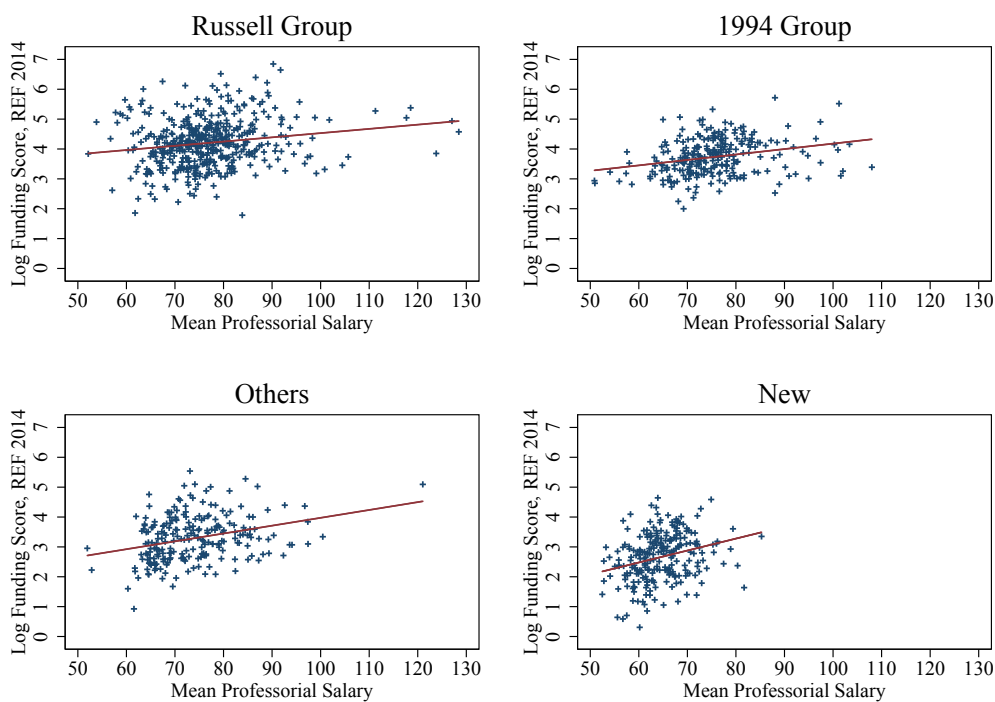 Russell Group
Log Funding Score, REF 2014
7
6
5
4
3
2
1
0
50 60 70 80 90 100 110 120 130
Mean Professorial Salary
1994 Group
Log Funding Score, REF 2014
7
6
5
4
3
2
1
0
50 60 70 80 90 100 110 120 130
Mean Professorial Salary
Others
Log Funding Score, REF 2014
7
6
5
4
3
2
1
0
50 60 70 80 90 100 110 120 130
Mean Professorial Salary
New
Log Funding Score, REF 2014
7
6
5
4
3
2
1
0
50 60 70 80 90 100 110 120 130
Mean Professorial Salary